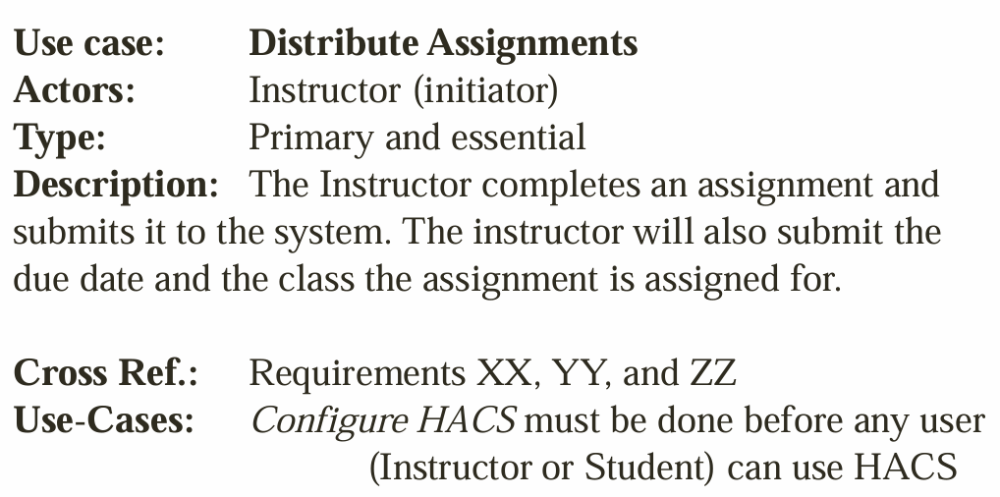 Use case: Distribute Assignments
Actors: Instructor (initiator)
Type: Primary and essential
Description: The Instructor completes an assignment and
submits it to the system. The instructor will also submit the
due date and the class the assignment is assigned for.
Cross Ref.: Requirements XX, YY, and ZZ
Use-Cases: Configure HACS must be done before any user
(Instructor or Student) can use HACS